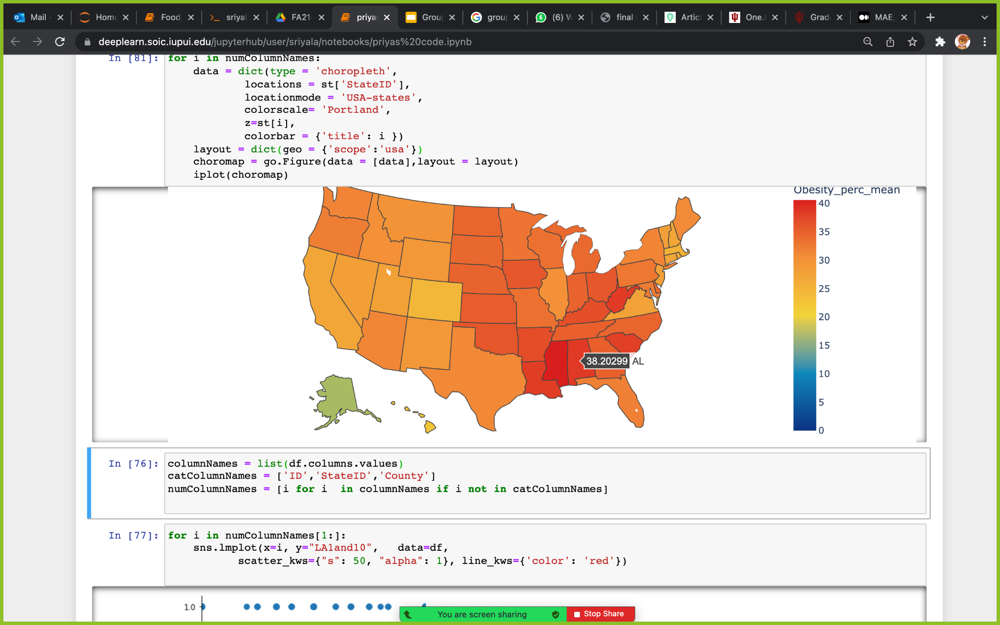 Mail - Home Food_ sriyal FA21- priyas Grou group (6) W final Articl One.I Grad MAE,
deeplearn.soic.iupui.edu/jupyterhub/user/sriyala/notebooks/priyas%20code.ipynb
In [81]: for i in numColumnNames:
data = dict(type = 'choropleth',
locations = st['StateID'],
locationmode = 'USA-states',
colorscale= 'Portland',
z=st[i],
colorbar = {'title': i })
layout = dict(geo = {'scope':'usa'})
choromap = go.Figure(data = [data],layout = layout)
iplot(choromap)
Obesity_perc_mean
40
35
30
25
20
15
10
5
0
38.20299 AL
In [76]: columnNames = list(df.columns.values)
catColumnNames = ['ID','StateID','County']
numColumnNames = [i for i  in columnNames if i not in catColumnNames]
In [77]: for i in numColumnNames[1:]:
sns.lmplot(x=i, y="LA1and10",   data=df,
scatter_kws={"s": 50, "alpha": 1}, line_kws={'color': 'red'})
1.0
You are screen sharing Stop Share